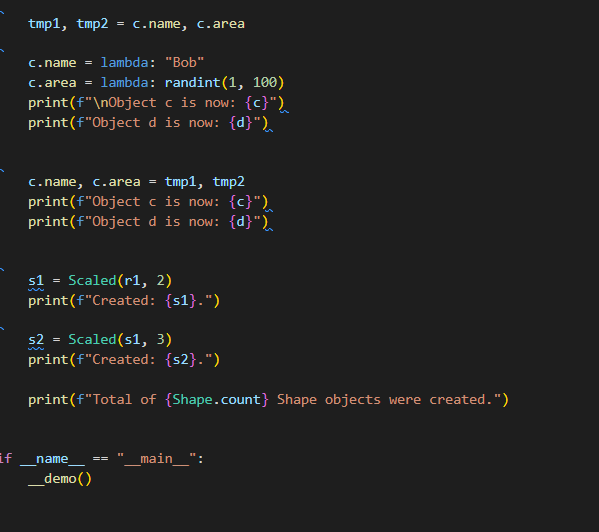 tmp1, tmp2 = c.name, c.area
c.name = lambda: "Bob"
c.area = lambda: randint(1, 100)
print(f"\nObject c is now: {c}")
print(f"Object d is now: {d}")
c.name, c.area = tmp1, tmp2
print(f"Object c is now: {c}")
print(f"Object d is now: {d}")
s1 = Scaled(r1, 2)
print(f"Created: {s1}.")
s2 = Scaled(s1, 3)
print(f"Created: {s2}.")
print(f"Total of {Shape.count} Shape objects were created.")
if __name__ == "__main__":
__demo()